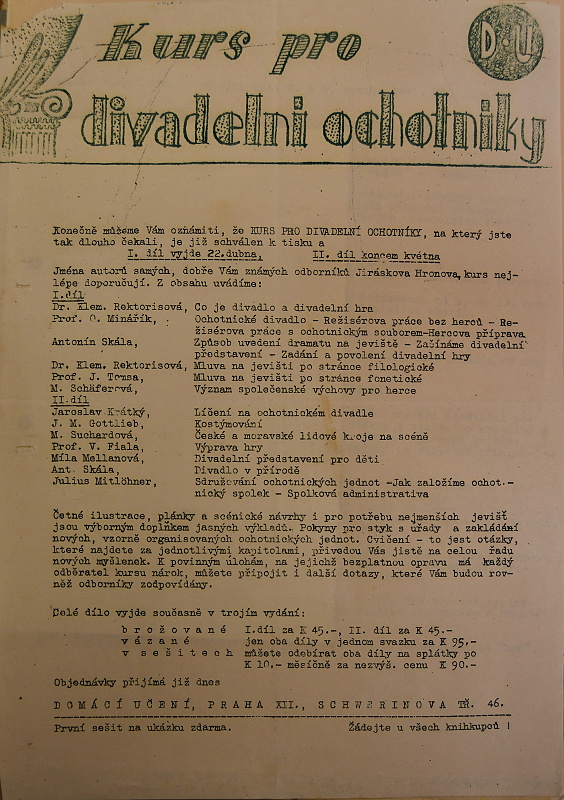 Kurs pro
D·U
divadelni ochotniky
Konečně můžeme Vám oznámiti, že KURS PRO DIVADELNÍ OCHOTNÍKY, na který jste
tak dlouho čekali, je již schválen k tisku a
I. díl vyjde 22.dubna, II. díl koncem května
Jména autorů samých, dobře Vám známých odborníků Jiráskova Hronova, kurs nej-
lépe doporučují. Z obsahu uvádíme:
I.díl
Dr. Klem. Rektorisová, Co je divadlo a divadelní hra
Prof. O. Minářík, Ochotnické divadlo - Režisérova práce bez herců - Re-
žisérova práce s ochotnickým souborem-Hercova příprava
Antonín Skála, Způsob uvedení dramatu na jeviště - Začínáme divadelní
představení - Zadání a povolení divadelní hry
Dr. Klem. Rektorisová, Mluva na jevišti po stránce filologické
Prof. J. Tomsa, Mluva na jevišti po stránce fonetické
M. Schäferová, Význam společenské výchovy pro herce
II.díl
Jaroslav Krátký, Líčení na ochotnickém divadle
J. M. Gottlieb, Kostýmování
M. Suchardová, České a moravské lidové kroje na scéně
Prof. V. Fiala, Výprava hry
Míla Mellanová, Divadelní představení pro děti
Ant. Skála, Divadlo v přírodě
Julius Mitlöhner, Sdružování ochotnických jednot -Jak založíme ochot.-
nický spolek - Spolková administrativa
Četné ilustrace, plánky a scénické návrhy i pro potřebu nejmenších jevišť
jsou výborným doplňkem jasných výkladů. Pokyny pro styk s úřady a zakládání
nových, vzorně organisovaných ochotnických jednot. Cvičení - to jest otázky,
které najdete za jednotlivými kapitolami, přivedou Vás jistě na celou řadu
nových myšlenek. K povinným úlohám, na jejichž bezplatnou opravu má každý
odběratel kursu nárok, můžete připojit i další dotazy, které Vám budou rov-
něž odborníky zodpovídány.
Celé dílo vyjde současně v trojím vydání:
brožované I.díl za K 45.-, II. díl za K 45.-
vázané jen oba díly v jednom svazku za K 95,-
v sešitech můžete odebírat oba díly na splátky po
K 10.- měsíčně za nezvýš. cenu K 90.-
Objednávky přijímá již dnes
DOMÁCÍ UČENÍ, PRAHA XII., SCHWERINOVA TŘ. 46.
První sešit na ukázku zdarma. Žádejte u všech knihkupců !